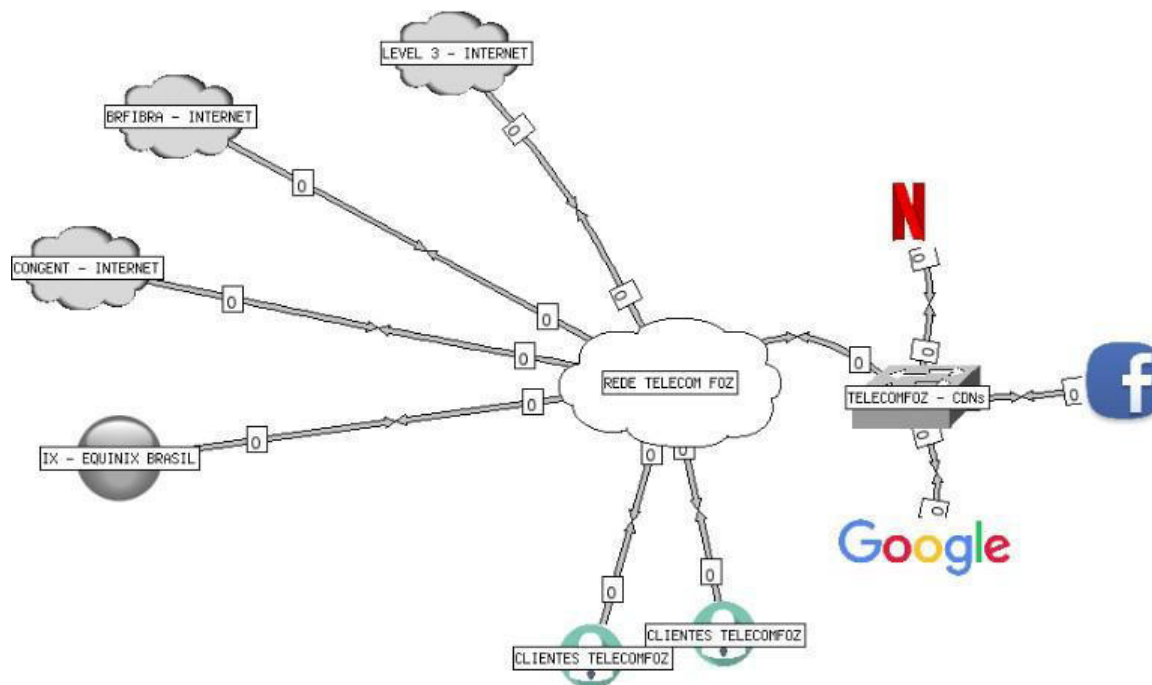 LEVEL 3 - INTERNET
BRFIBRA - INTERNET
0
0
N
0
CONGENT - INTERNET
0
0
0
0
0
0
0
REDE TELECOM FOZ
TELECOMFOZ - CDNs
0
f
0
0
IX - EQUINIX BRASIL
0
0
0
0
Google
0
0
CLIENTES TELECOMFOZ
CLIENTES TELECOMFOZ